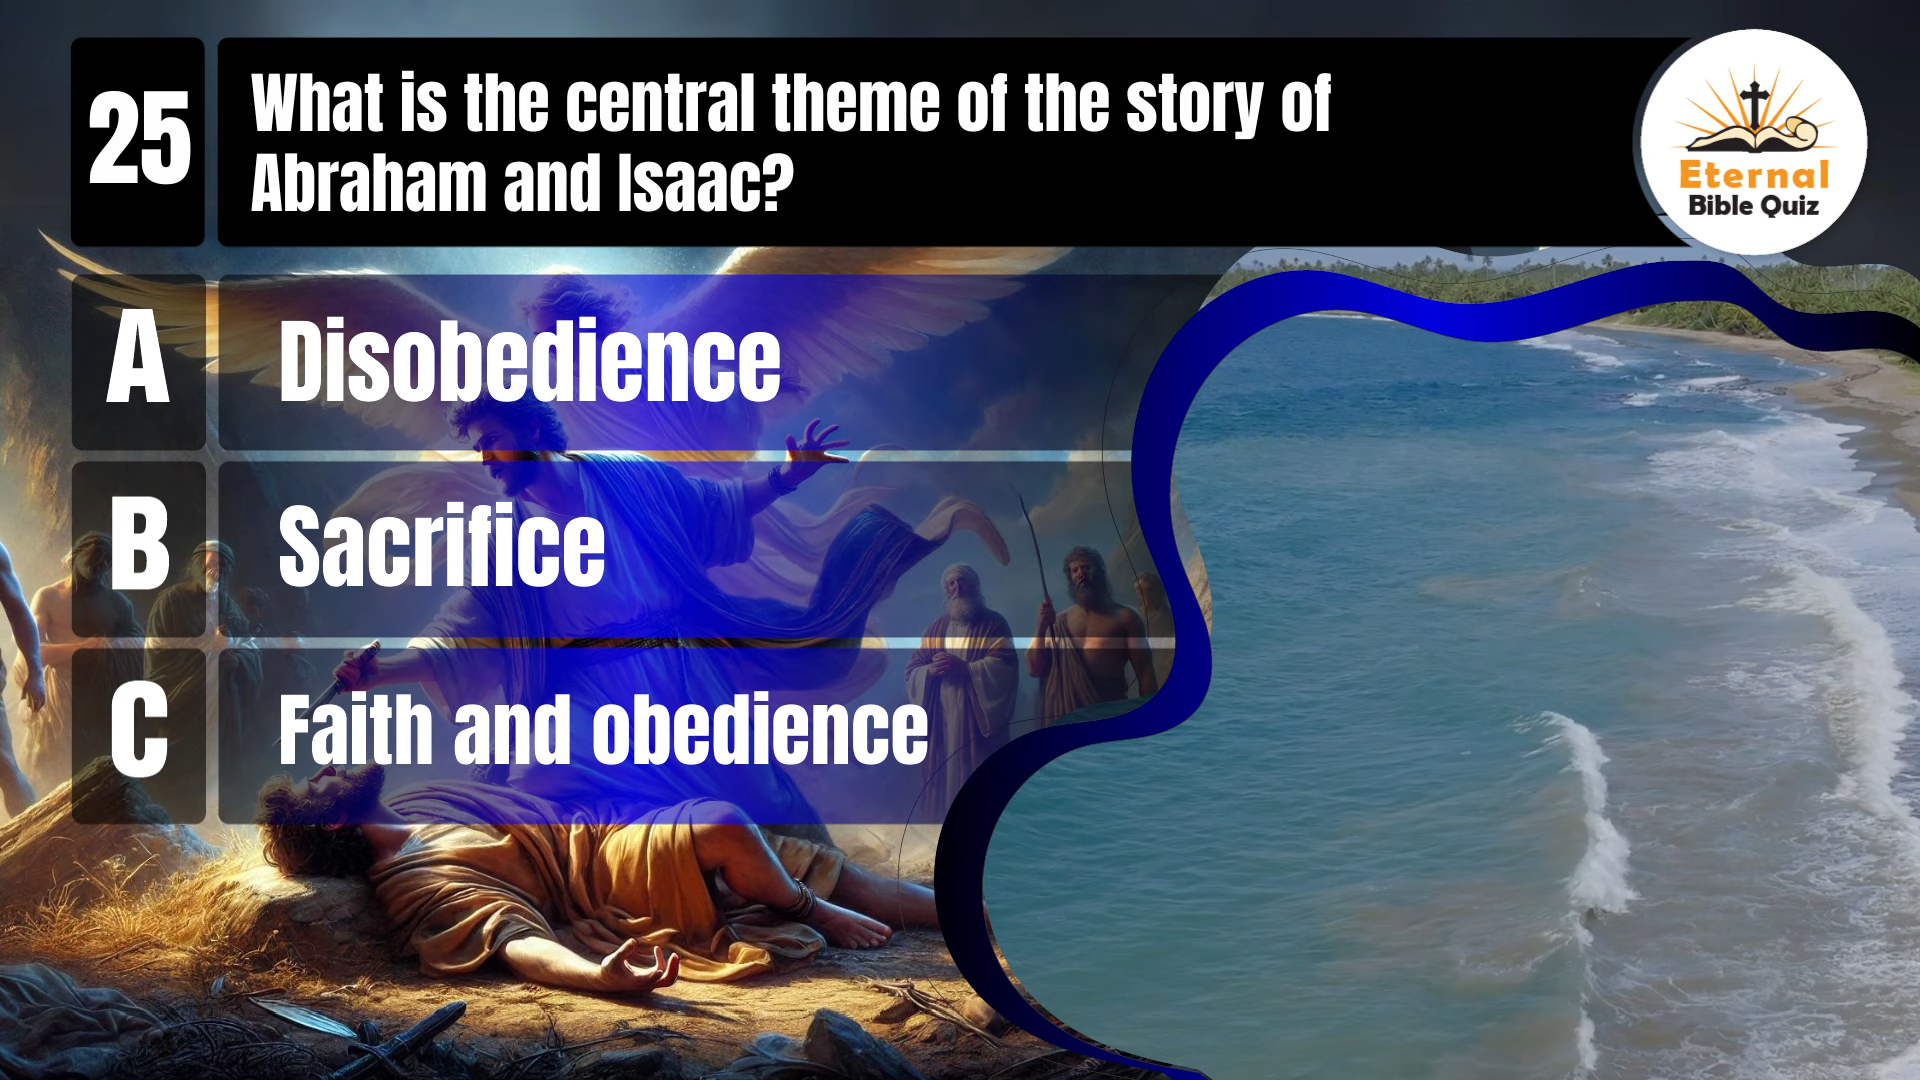 25
What is the central theme of the story of
Abraham and Isaac?
Eternal
Bible Quiz
A
Disobedience
B
Sacrifice
C
Faith and obedience